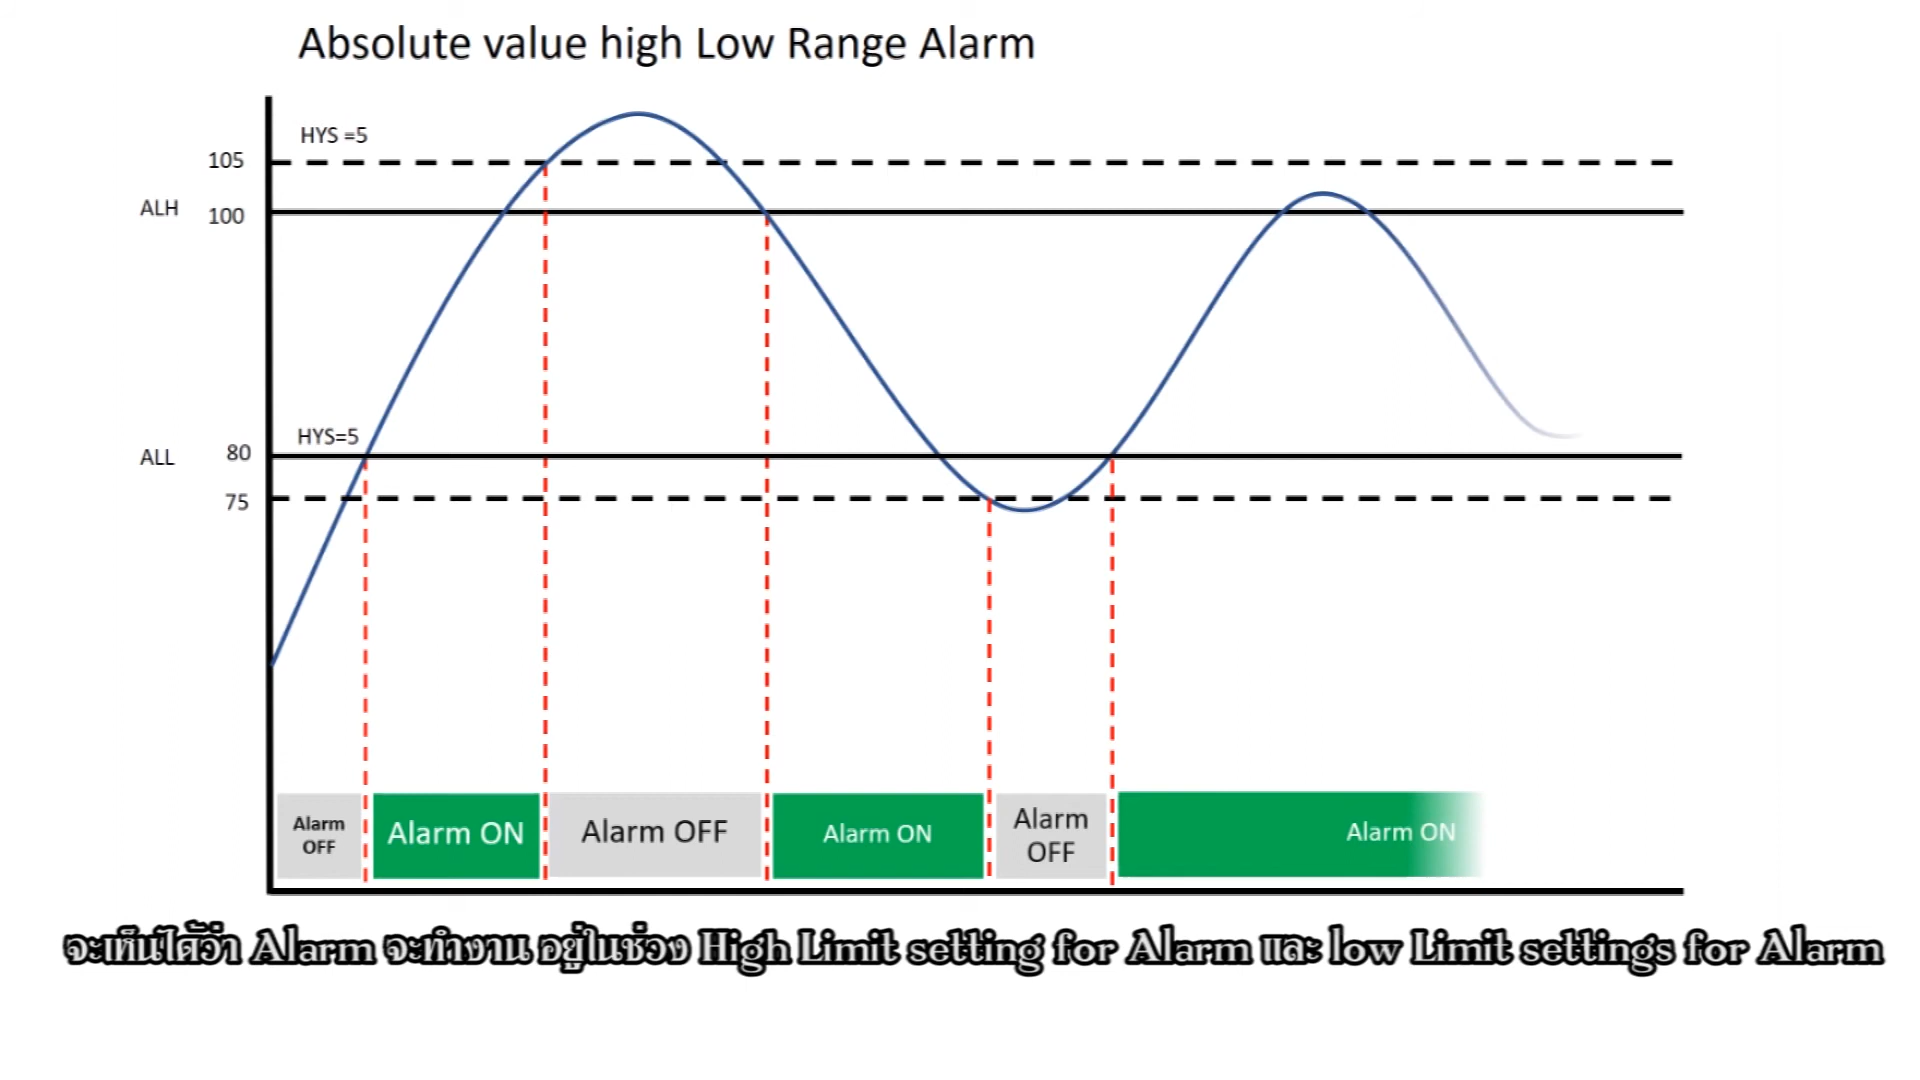 Absolute value high Low Range Alarm
HYS =5
105
ALH 100
HYS=5
ALL 80
75
Alarm OFF
Alarm ON
Alarm OFF
Alarm ON
Alarm OFF
Alarm ON
จะเห็นได้ว่า Alarm จะทำงาน อยู่ในช่วง High Limit setting for Alarm และ low Limit settings for Alarm